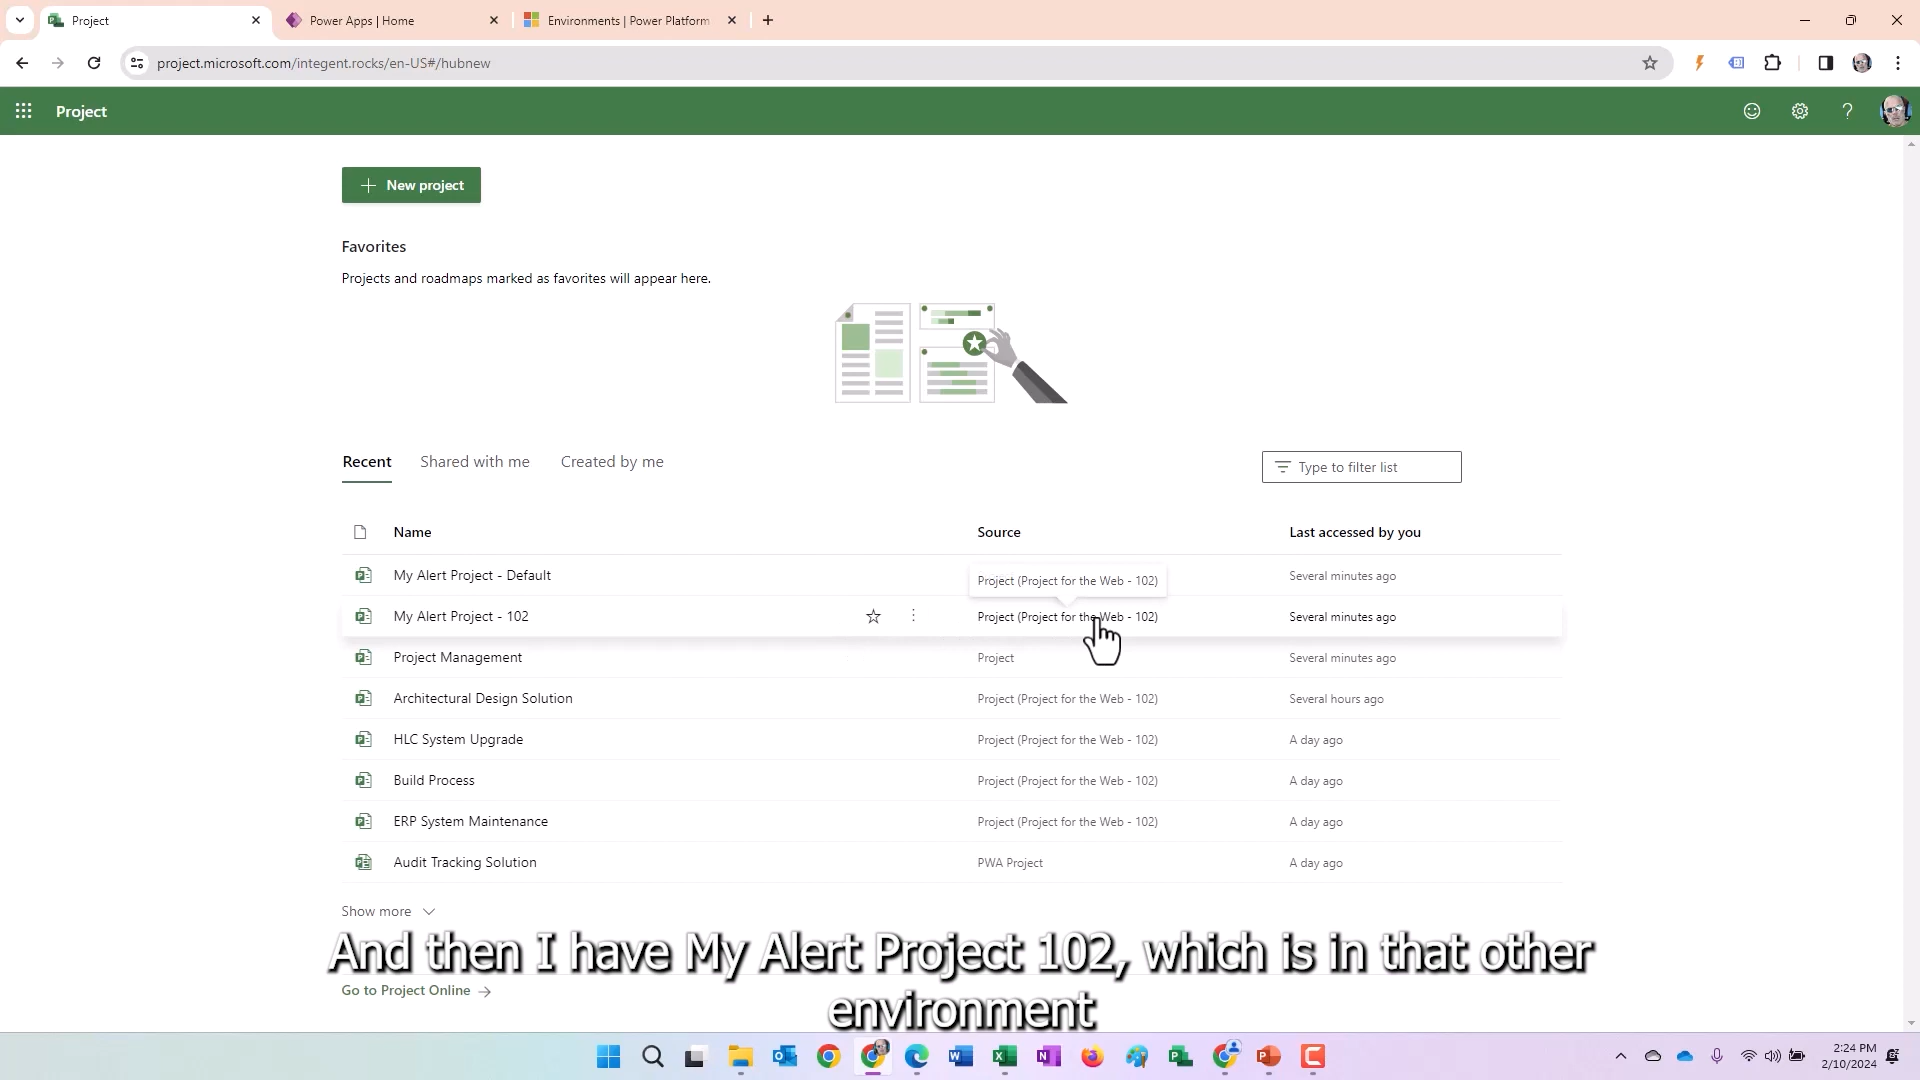 Project
Power Apps | Home
Environments | Power Platform
project.microsoft.com/integent.rocks/en-US#/hubnew
Project
New project
Favorites
Projects and roadmaps marked as favorites will appear here.
Recent
Shared with me
Created by me
Type to filter list
Name
Source
Last accessed by you
Project (Project for the Web - 102)
My Alert Project - Default
Several minutes ago
My Alert Project - 102
Project (Project for the Web - 102)
Several minutes ago
Project Management
Project
Several minutes ago
Architectural Design Solution
Project (Project for the Web - 102)
Several hours ago
HLC System Upgrade
Project (Project for the Web - 102)
A day ago
Build Process
Project (Project for the Web - 102)
A day ago
ERP System Maintenance
Project (Project for the Web - 102)
A day ago
Audit Tracking Solution
PWA Project
A day ago
Show more
And then I have My Alert Project 102, which is in that other
environment
Go to Project Online
2:24 PM
2/10/2024